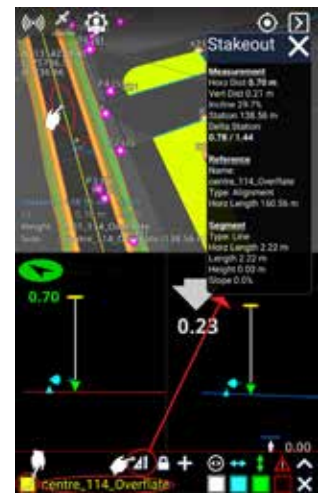 Stakeout
Measurement
Horz Dist 0.70 m
Vert Dist 0.21 m
Incline 29.7%
Station 138.56 m
Delta Station
0.78 / 1.44
Reference
Name:
centre_114_Overflate
Type: Alignment
Horz Length 160.56 m
Segment
Type: Line
Horz Length 2.22 m
Length 2.22 m
Height 0.00 m
Slope 0.0%
0.70
0.23
0.00
centre_114_Overflate